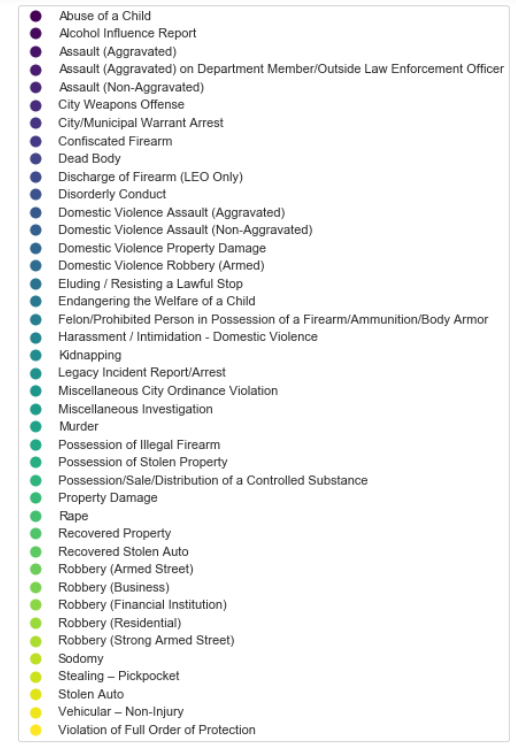 Abuse of a Child
Alcohol Influence Report
Assault (Aggravated)
Assault (Aggravated) on Department Member/Outside Law Enforcement Officer
Assault (Non-Aggravated)
City Weapons Offense
City/Municipal Warrant Arrest
Confiscated Firearm
Dead Body
Discharge of Firearm (LEO Only)
Disorderly Conduct
Domestic Violence Assault (Aggravated)
Domestic Violence Assault (Non-Aggravated)
Domestic Violence Property Damage
Domestic Violence Robbery (Armed)
Eluding / Resisting a Lawful Stop
Endangering the Welfare of a Child
Felon/Prohibited Person in Possession of a Firearm/Ammunition/Body Armor
Harassment / Intimidation - Domestic Violence
Kidnapping
Legacy Incident Report/Arrest
Miscellaneous City Ordinance Violation
Miscellaneous Investigation
Murder
Possession of Illegal Firearm
Possession of Stolen Property
Possession/Sale/Distribution of a Controlled Substance
Property Damage
Rape
Recovered Property
Recovered Stolen Auto
Robbery (Armed Street)
Robbery (Business)
Robbery (Financial Institution)
Robbery (Residential)
Robbery (Strong Armed Street)
Sodomy
Stealing – Pickpocket
Stolen Auto
Vehicular – Non-Injury
Violation of Full Order of Protection